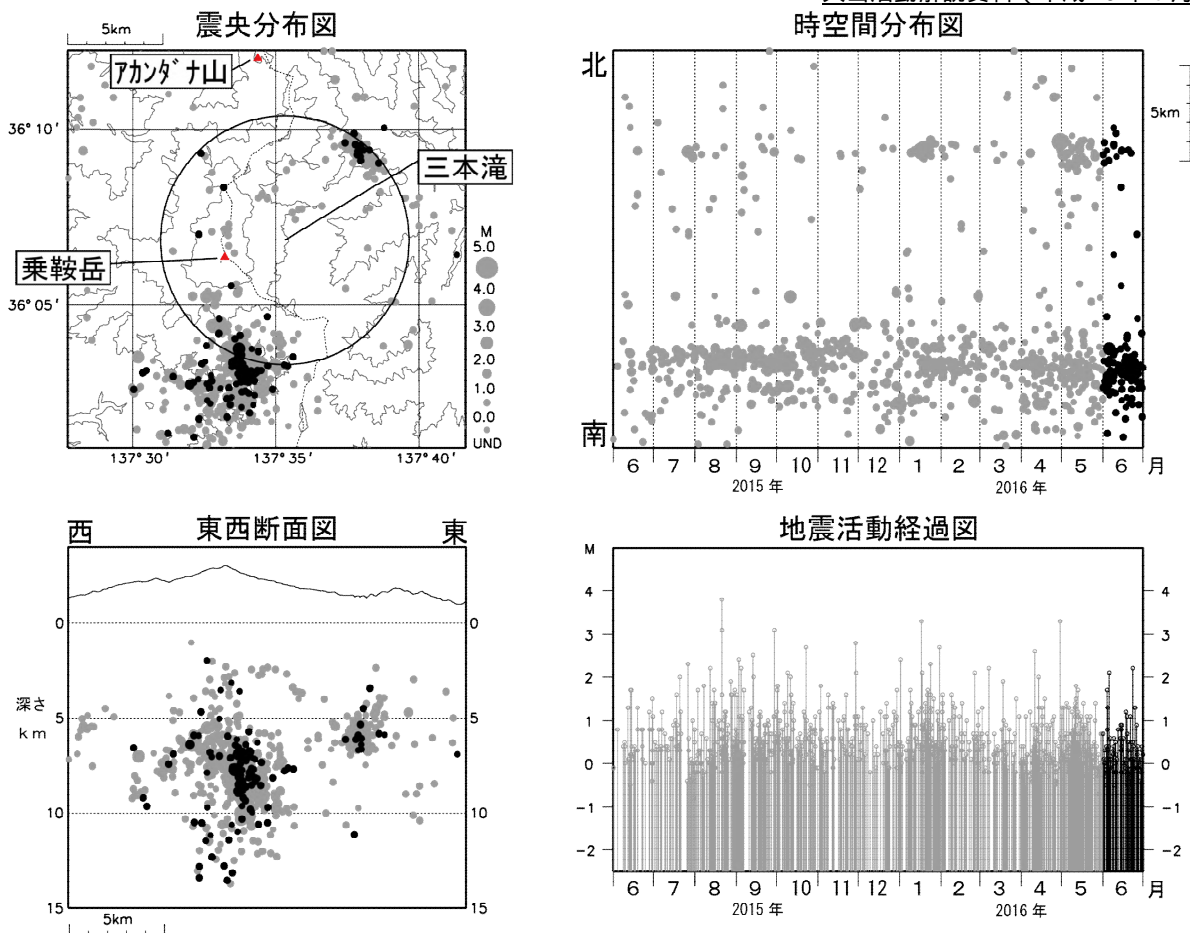 5km
震央分布図
アカンダナ山
36° 10'
三本滝
乗鞍岳
36° 05'
M
5.0
4.0
3.0
2.0
1.0
0.0
UND
137° 30'
137° 35'
137° 40'
時空間分布図
北
南
5km
6 7 8 9 10 11 12 1 2 3 4 5 6 月
2015 年
2016 年
東西断面図
西
東
0
0
深さ
km
5
5
10
10
15
15
5km
地震活動経過図
M
4
4
3
3
2
2
1
1
0
0
-1
-1
-2
-2
6 7 8 9 10 11 12 1 2 3 4 5 6 月
2015 年
2016 年